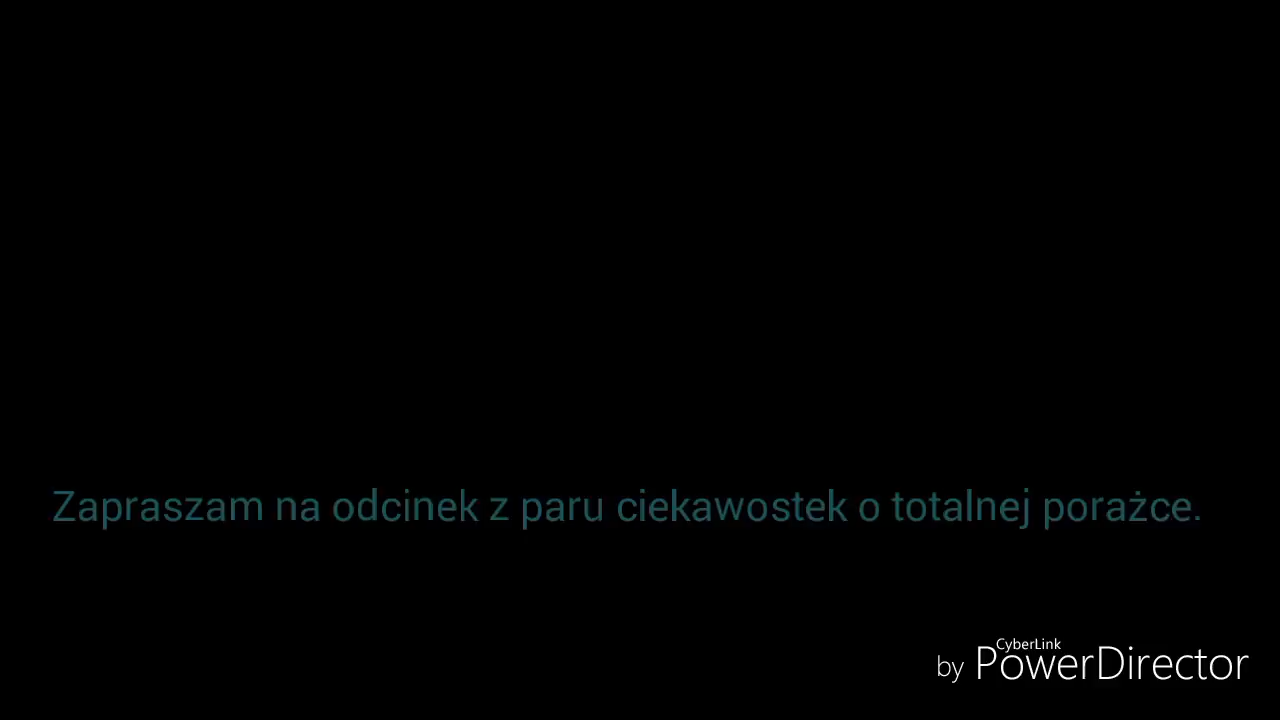 Zapraszam na odcinek z paru ciekawostek o totalnej porażce.
CyberLink
by PowerDirector